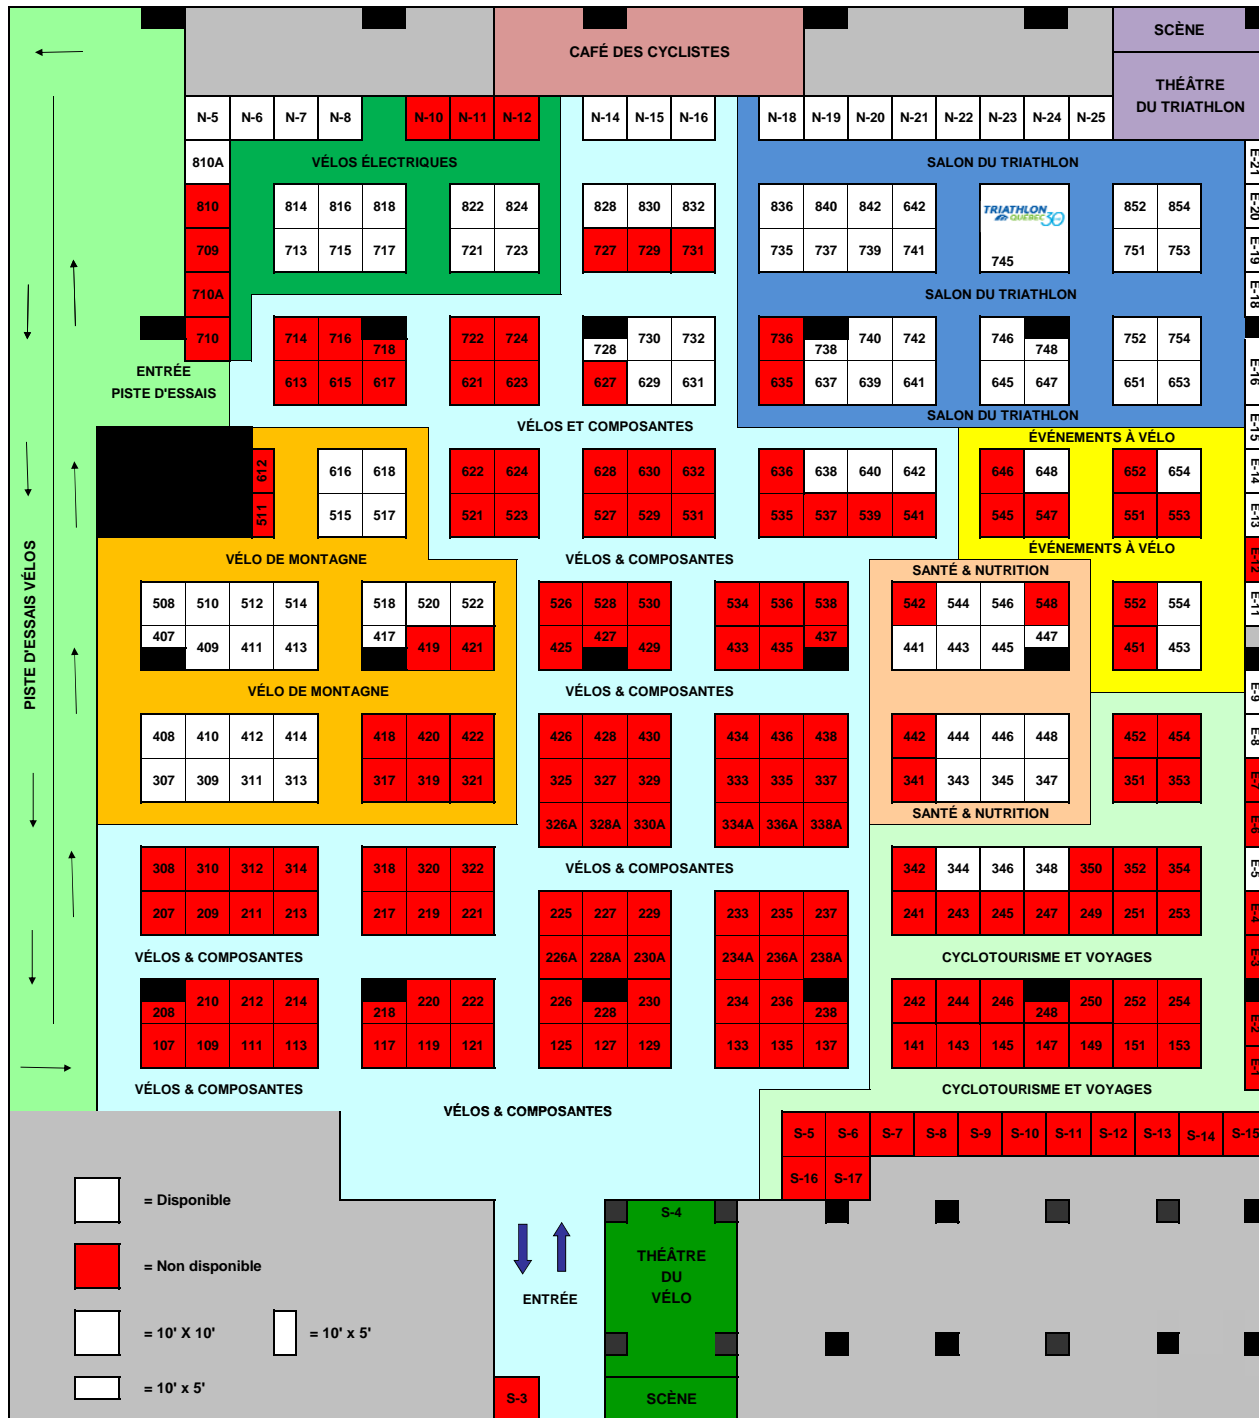 SCÈNE
CAFÉ DES CYCLISTES
THÉÂTRE
DU TRIATHLON
N-5 N-6 N-7 N-8 N-10 N-11 N-12 N-14 N-15 N-16 N-18 N-19 N-20 N-21 N-22 N-23 N-24 N-25
810A VÉLOS ÉLECTRIQUES SALON DU TRIATHLON E-21
810 814 816 818 822 824 828 830 832 836 840 842 642 TRIATHLON QUÉBEC 30 852 854 E-20
709 713 715 717 721 723 727 729 731 735 737 739 741 745 751 753 E-19
710A SALON DU TRIATHLON E-18
710 714 716 718 722 724 728 730 732 736 738 740 742 746 748 752 754
ENTRÉE
PISTE D'ESSAIS
613 615 617 621 623 627 629 631 635 637 639 641 645 647 651 653 E-16
SALON DU TRIATHLON
VÉLOS ET COMPOSANTES
ÉVÉNEMENTS À VÉLO E-15
612 616 618 622 624 628 630 632 636 638 640 642 646 648 652 654 E-14
511 515 517 521 523 527 529 531 535 537 539 541 545 547 551 553 E-13
ÉVÉNEMENTS À VÉLO
VÉLO DE MONTAGNE VÉLOS & COMPOSANTES E-12
SANTÉ & NUTRITION
508 510 512 514 518 520 522 526 528 530 534 536 538 542 544 546 548 552 554 E-11
407 409 411 413 417 419 421 425 427 429 433 435 437 441 443 445 447 451 453
PISTE D'ESSAIS VÉLOS
VÉLO DE MONTAGNE VÉLOS & COMPOSANTES E-9
408 410 412 414 418 420 422 426 428 430 434 436 438 442 444 446 448 452 454 E-8
307 309 311 313 317 319 321 325 327 329 333 335 337 341 343 345 347 351 353 E-7
SANTÉ & NUTRITION
326A 328A 330A 334A 336A 338A E-6
VÉLOS & COMPOSANTES
308 310 312 314 318 320 322 342 344 346 348 350 352 354 E-5
207 209 211 213 217 219 221 225 227 229 233 235 237 241 243 245 247 249 251 253 E-4
VÉLOS & COMPOSANTES 226A 228A 230A 234A 236A 238A CYCLOTOURISME ET VOYAGES E-3
208 210 212 214 218 220 222 226 228 230 234 236 238 242 244 246 248 250 252 254 E-2
107 109 111 113 117 119 121 125 127 129 133 135 137 141 143 145 147 149 151 153 E-1
VÉLOS & COMPOSANTES CYCLOTOURISME ET VOYAGES
VÉLOS & COMPOSANTES
S-5 S-6 S-7 S-8 S-9 S-10 S-11 S-12 S-13 S-14 S-15
S-16 S-17
= Disponible
S-4
= Non disponible
THÉÂTRE
DU
VÉLO
ENTRÉE
= 10' X 10' = 10' x 5'
= 10' x 5'
S-3 SCÈNE